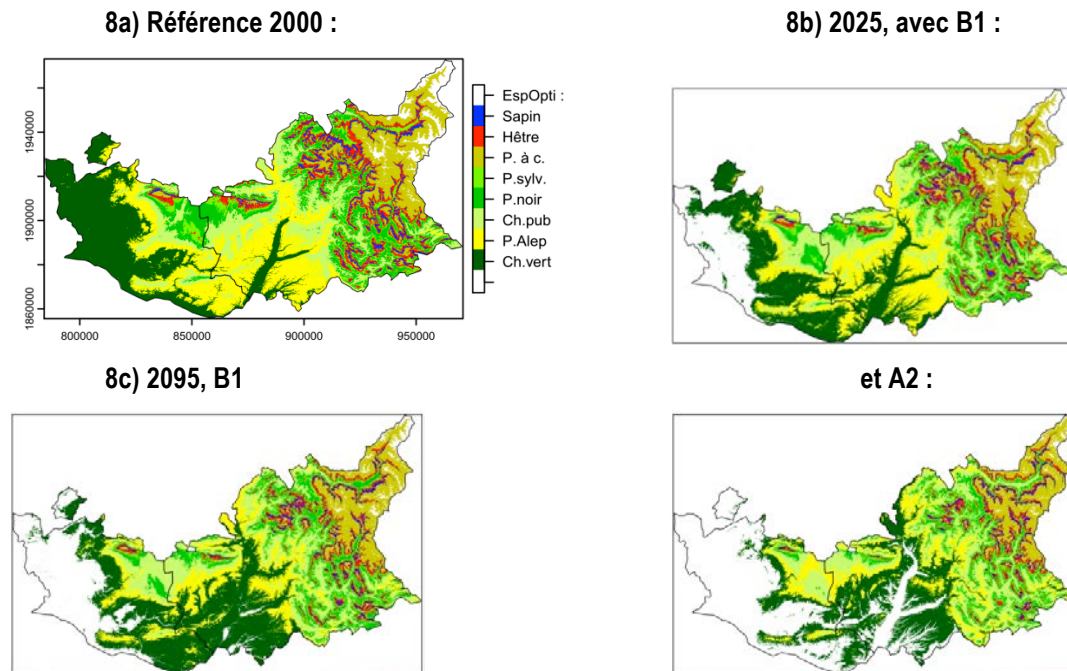 8a) Référence 2000 :
8b) 2025, avec B1 :
EspOpti :
Sapin
Hêtre
P. à c.
P.sylv.
P.noir
Ch.pub
P.Alep
Ch.vert
1940000
1900000
1860000
800000
850000
900000
950000
8c) 2095, B1
et A2 :